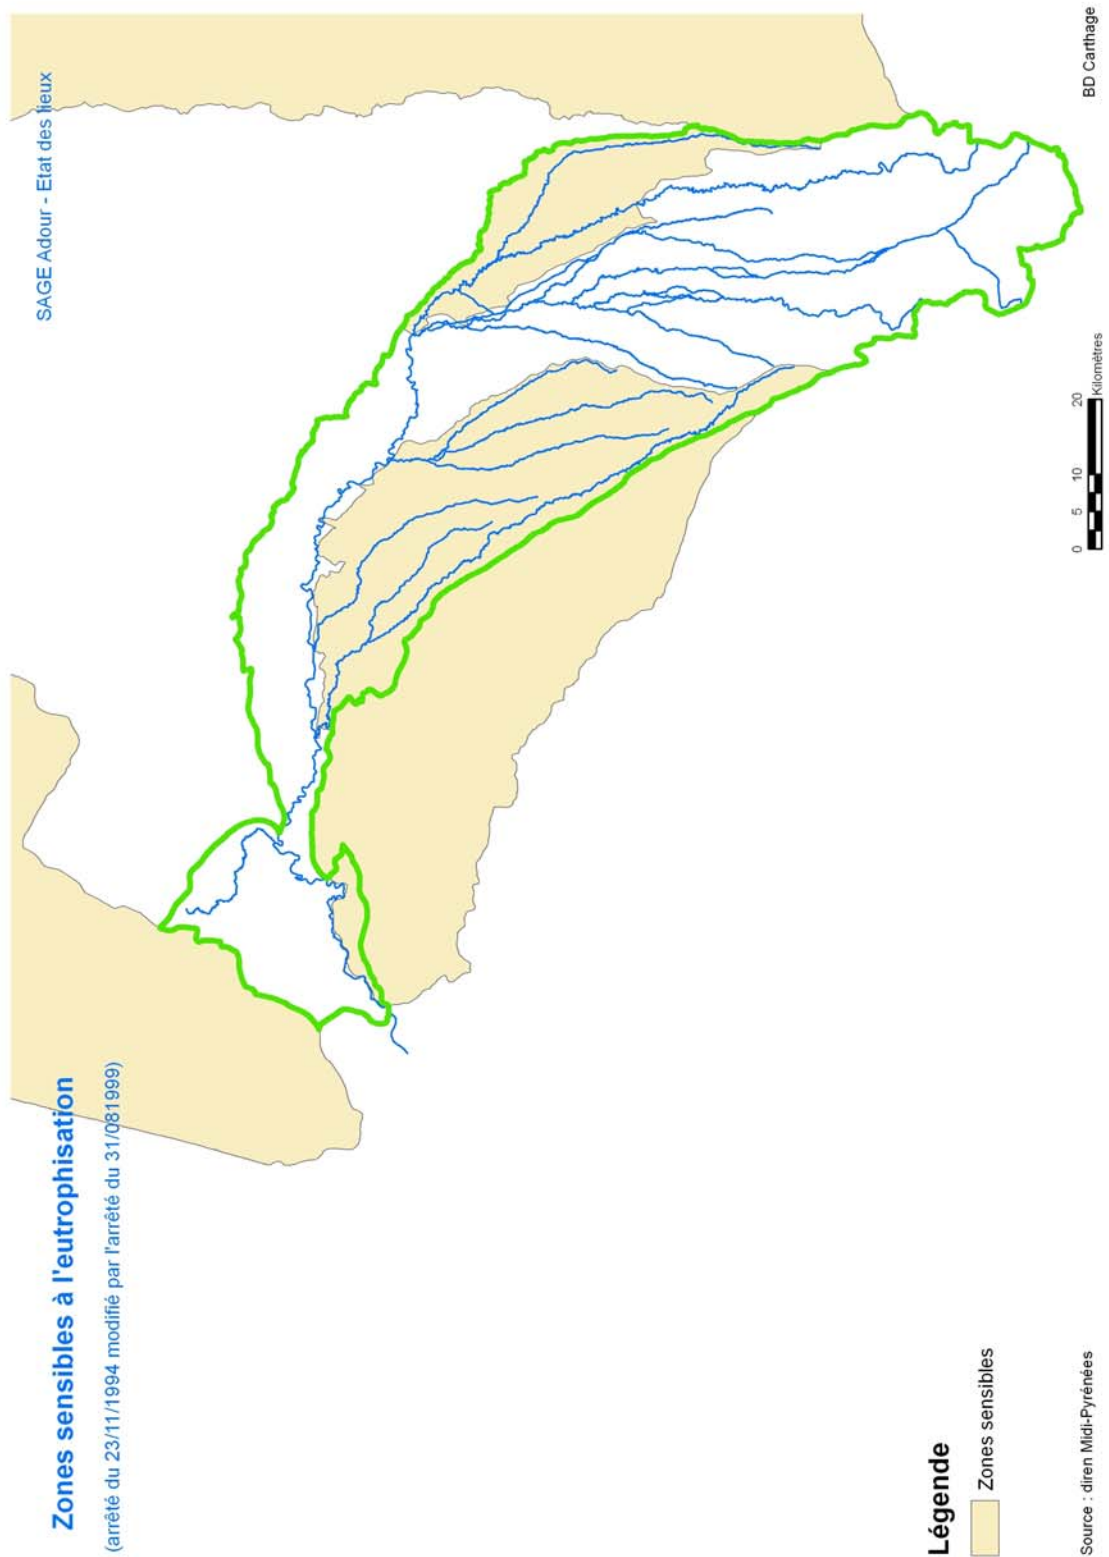 Zones sensibles à l'eutrophisation
(arrêté du 23/11/1994 modifié par l'arrêté du 31/081999)
SAGE Adour - Etat des lieux
Légende
Zones sensibles
0 5 10 20
Kilomètres
Source : diren Midi-Pyrénées
BD Carthage